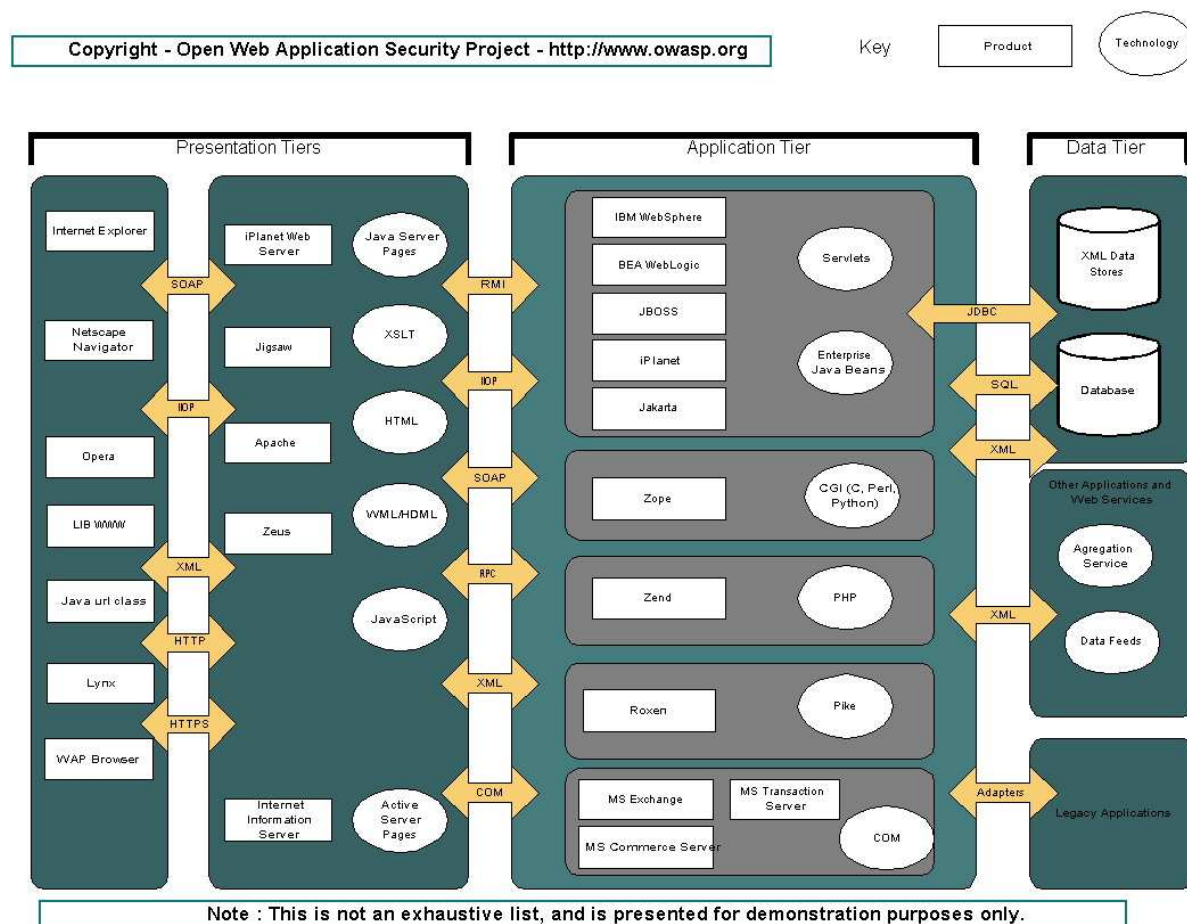 Copyright - Open Web Application Security Project - http://www.owasp.org
Key
Product
Technology
Presentation Tiers
Application Tier
Data Tier
Internet Explorer
Netscape
Navigator
Opera
LIB WWW
Java url class
Lynx
WAP Browser
SOAP
IIOP
XML
HTTP
HTTPS
iPlanet Web
Server
Jigsaw
Apache
Zeus
Internet
Information
Server
Java Server
Pages
XSLT
HTML
WML/HDML
JavaScript
Active
Server
Pages
RMI
IIOP
SOAP
RPC
XML
COM
IBM WebSphere
BEA WebLogic
JBOSS
iPlanet
Jakarta
Servlets
Enterprise
Java Beans
Zope
CGI (C, Perl,
Python)
Zend
PHP
Roxen
Pike
MS Exchange
MS Transaction
Server
MS Commerce Server
COM
JDBC
SQL
XML
XML
Adapters
XML Data
Stores
Database
Other Applications and
Web Services
Agregation
Service
Data Feeds
Legacy Applications
Note : This is not an exhaustive list, and is presented for demonstration purposes only.